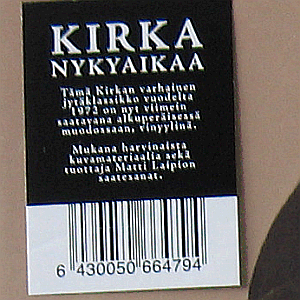 KIRKA
NYKYAIKAA
Tämä Kirkan varhainen
jytäklassikko vuodelta
1972 on nyt viimein
saatavana alkuperäisessä
muodossaan, vinyylinä.
Mukana harvinaista
kuvamateriaalia sekä
tuottaja Matti Laipion
saatesanat.
6 430050 664794